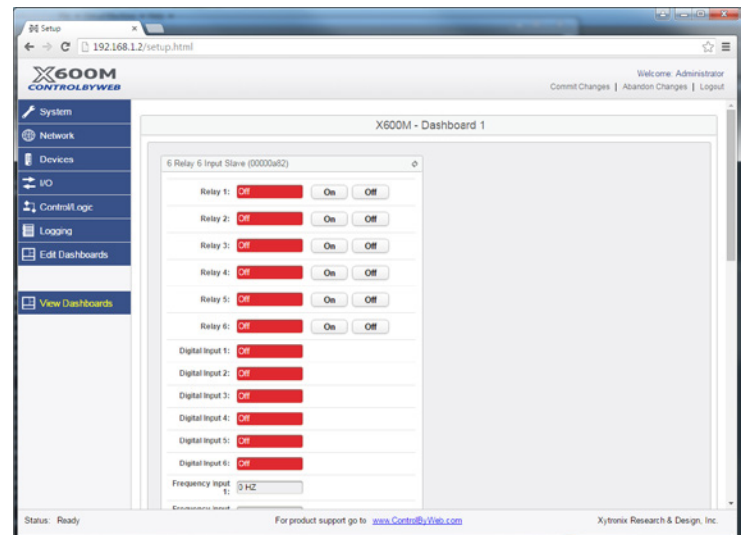 Setup
192.168.1.2/setup.html
X600M
CONTROLBYWEB
Welcome: Administrator
Commit Changes | Abandon Changes | Logout
System
Network
Devices
I/O
Control/Logic
Logging
Edit Dashboards
View Dashboards
X600M - Dashboard 1
6 Relay 6 Input Slave (00000a82)
Relay 1: Off On Off
Relay 2: Off On Off
Relay 3: Off On Off
Relay 4: Off On Off
Relay 5: Off On Off
Relay 6: Off On Off
Digital Input 1: Off
Digital Input 2: Off
Digital Input 3: Off
Digital Input 4: Off
Digital Input 5: Off
Digital Input 6: Off
Frequency Input
1: 0 HZ
Frequency Input
Status: Ready
For product support go to www.ControlByWeb.com
Xytronix Research & Design, Inc.